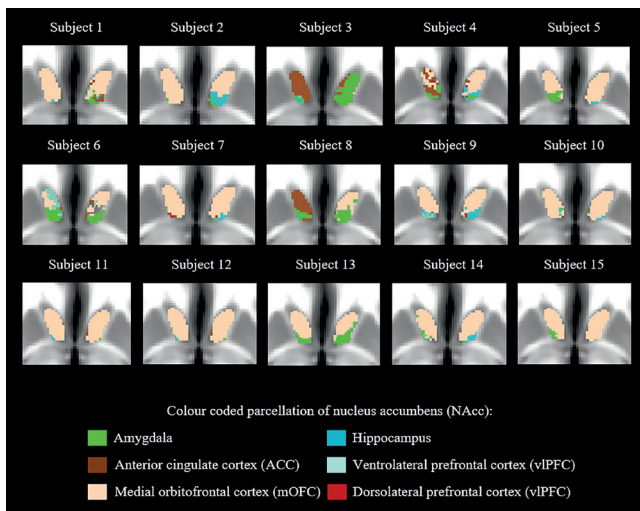 Subject 1 Subject 2 Subject 3 Subject 4 Subject 5
Subject 6 Subject 7 Subject 8 Subject 9 Subject 10
Subject 11 Subject 12 Subject 13 Subject 14 Subject 15
Colour coded parcellation of nucleus accumbens (NAcc):
Amygdala Hippocampus
Anterior cingulate cortex (ACC) Ventrolateral prefrontal cortex (vlPFC)
Medial orbitofrontal cortex (mOFC) Dorsolateral prefrontal cortex (vlPFC)